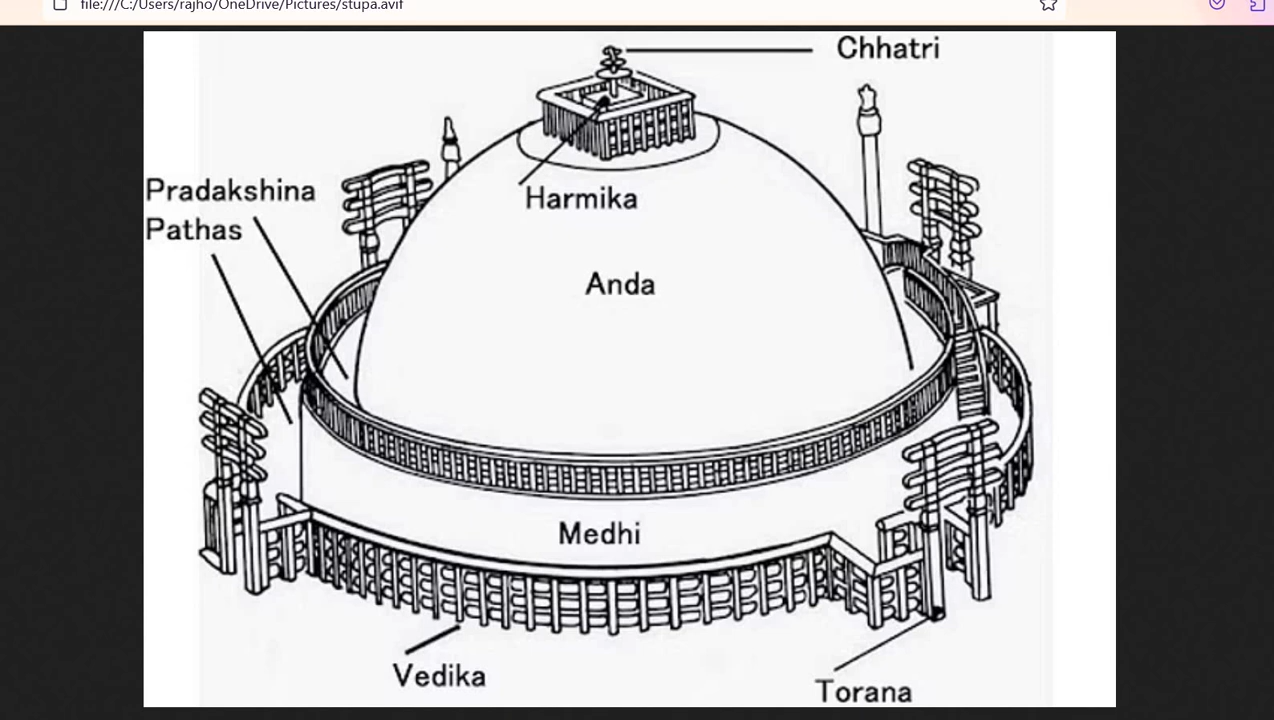 file:///C:/Users/rajho/OneDrive/Pictures/stupa.avif
Chhatri
Pradakshina
Pathas
Harmika
Anda
Medhi
Vedika
Torana